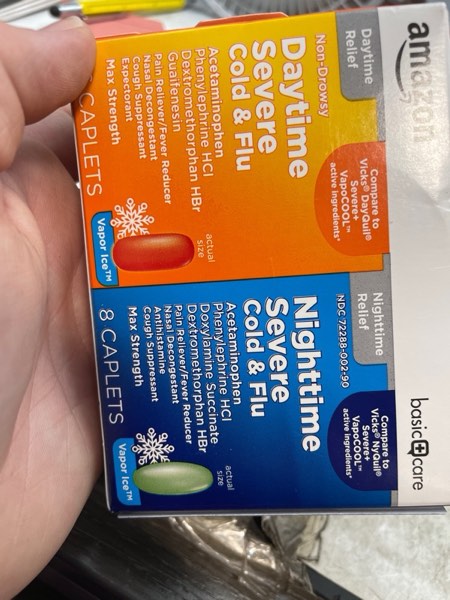 amazon
basic care
Daytime
Relief
Non-Drowsy
Compare to
Vicks® DayQuil®
Severe+
VapoCOOL™
active ingredients*
Daytime
Severe
Cold & Flu
Acetaminophen
Phenylephrine HCl
Dextromethorphan HBr
Guaifenesin
Pain Reliever/Fever Reducer
Nasal Decongestant
Cough Suppressant
Expectorant
Max Strength
CAPLETS
actual
size
Vapor Ice™
Nighttime
Relief
NDC 72288-002-90
Compare to
Vicks® NyQuil®
Severe+
VapoCOOL™
active ingredients*
Nighttime
Severe
Cold & Flu
Acetaminophen
Phenylephrine HCl
Doxylamine Succinate
Dextromethorphan HBr
Pain Reliever/Fever Reducer
Nasal Decongestant
Antihistamine
Cough Suppressant
Max Strength
8 CAPLETS
actual
size
Vapor Ice™